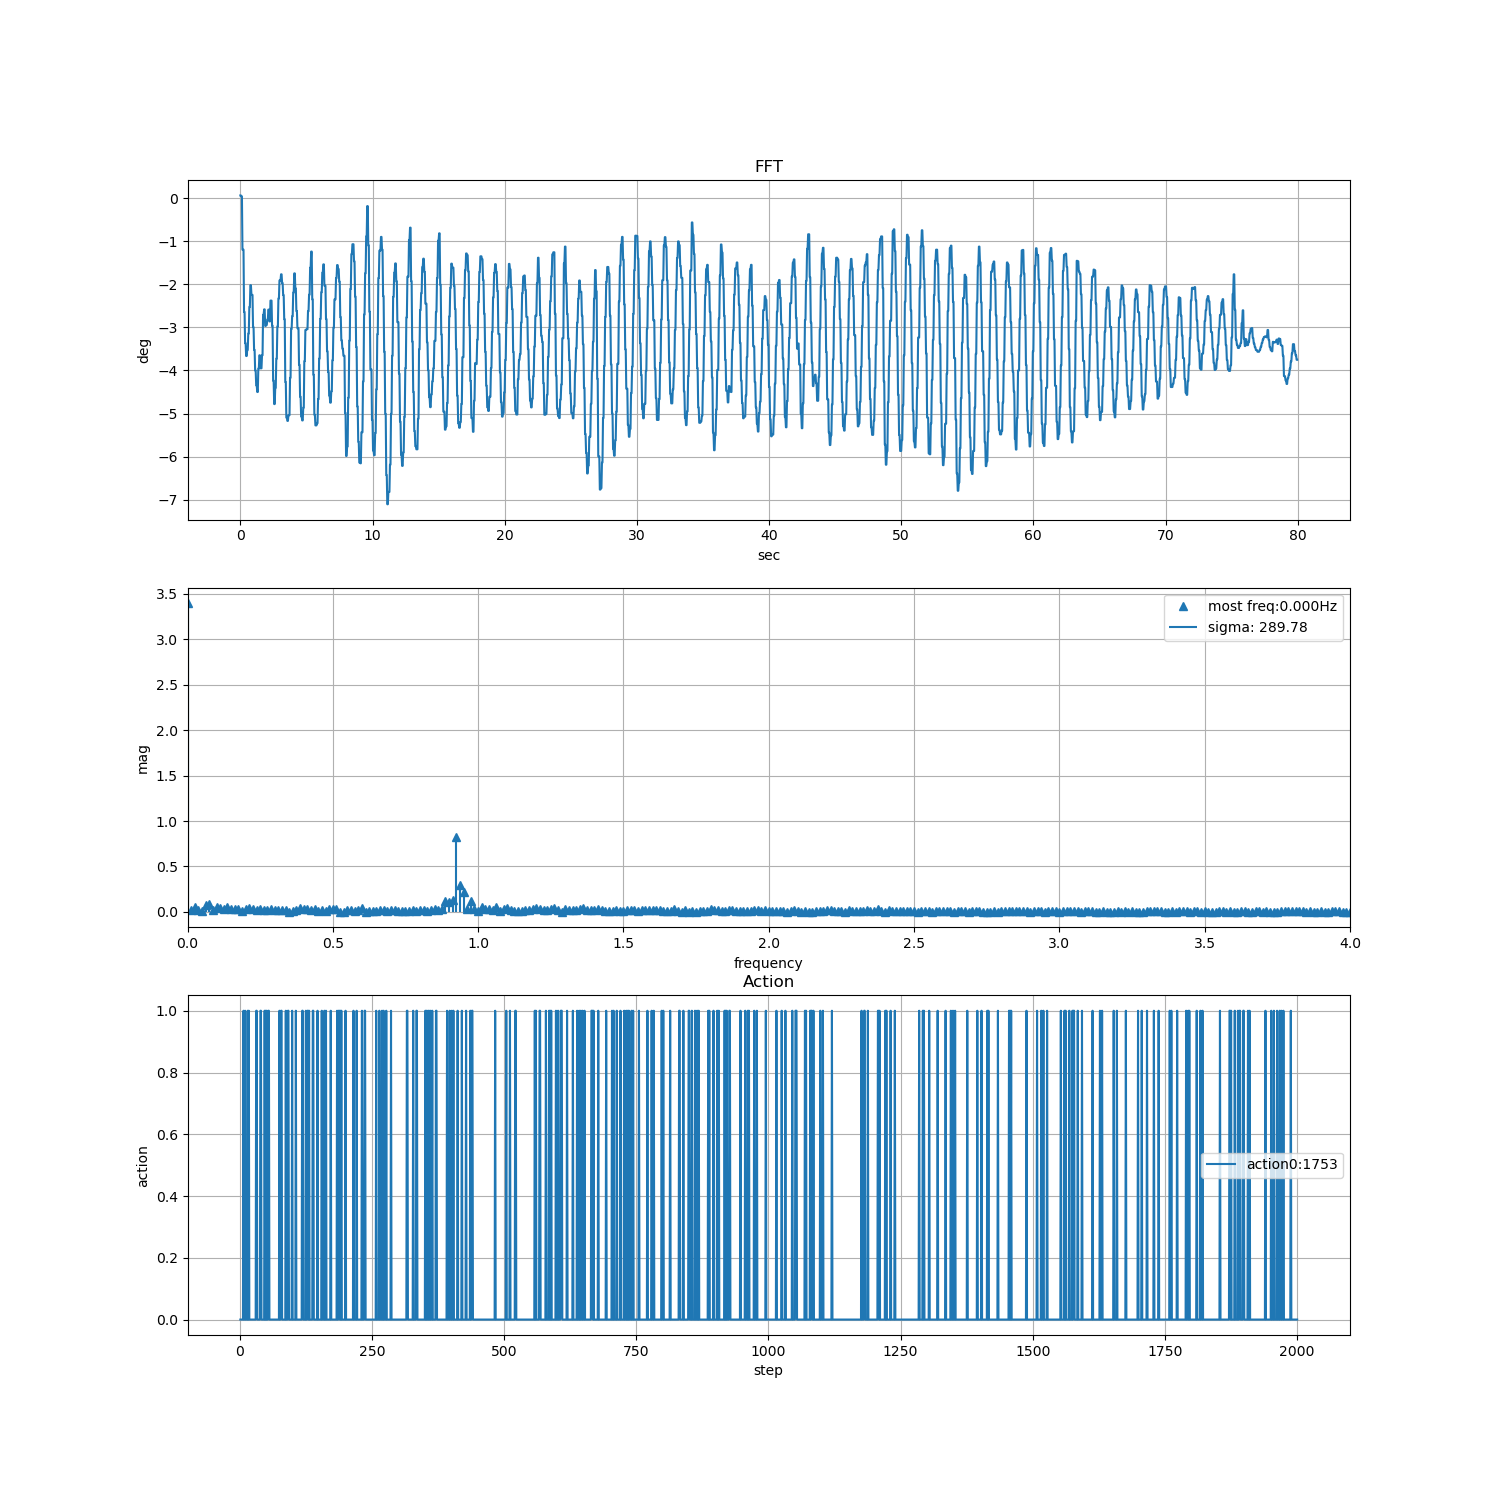 FFT
0
−1
−2
−3
−4
−5
−6
−7
deg
0 10 20 30 40 50 60 70 80
sec
3.5
3.0
2.5
2.0
1.5
1.0
0.5
0.0
mag
most freq:0.000Hz
sigma: 289.78
0.0 0.5 1.0 1.5 2.0 2.5 3.0 3.5 4.0
frequency
Action
1.0
0.8
0.6
0.4
0.2
0.0
action
action0:1753
0 250 500 750 1000 1250 1500 1750 2000
step